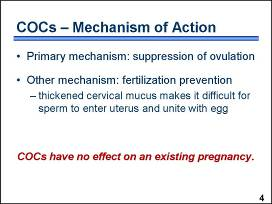 COCs – Mechanism of Action
• Primary mechanism: suppression of ovulation
• Other mechanism: fertilization prevention
– thickened cervical mucus makes it difficult for
sperm to enter uterus and unite with egg
COCs have no effect on an existing pregnancy.
4